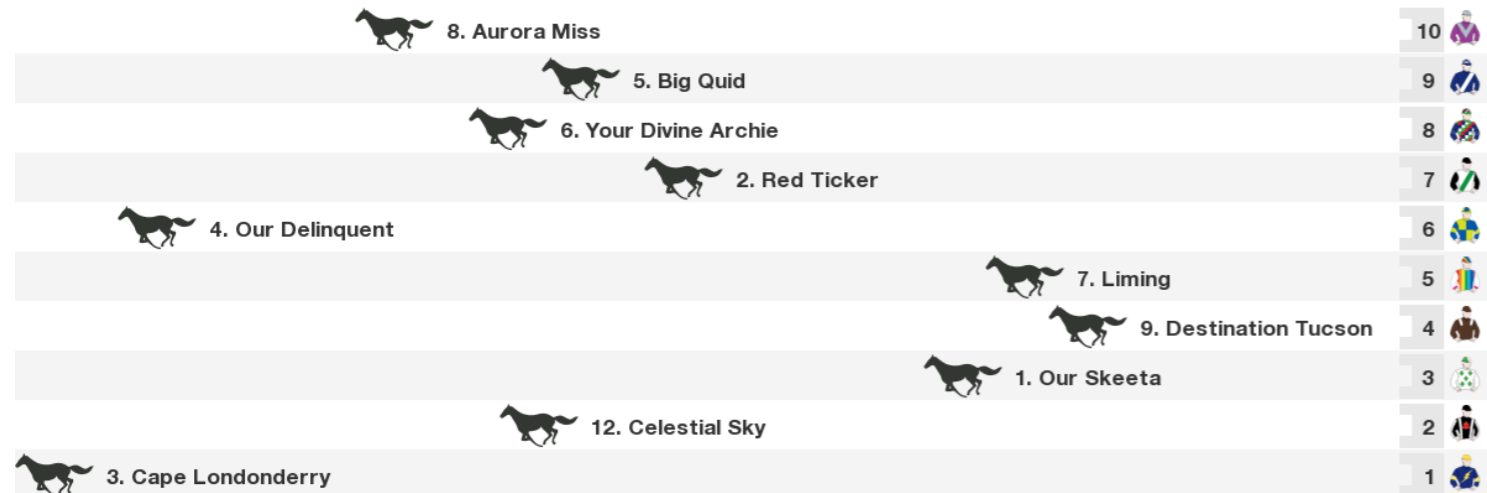 8. Aurora Miss 10
5. Big Quid 9
6. Your Divine Archie 8
2. Red Ticker 7
4. Our Delinquent 6
7. Liming 5
9. Destination Tucson 4
1. Our Skeeta 3
12. Celestial Sky 2
3. Cape Londonderry 1